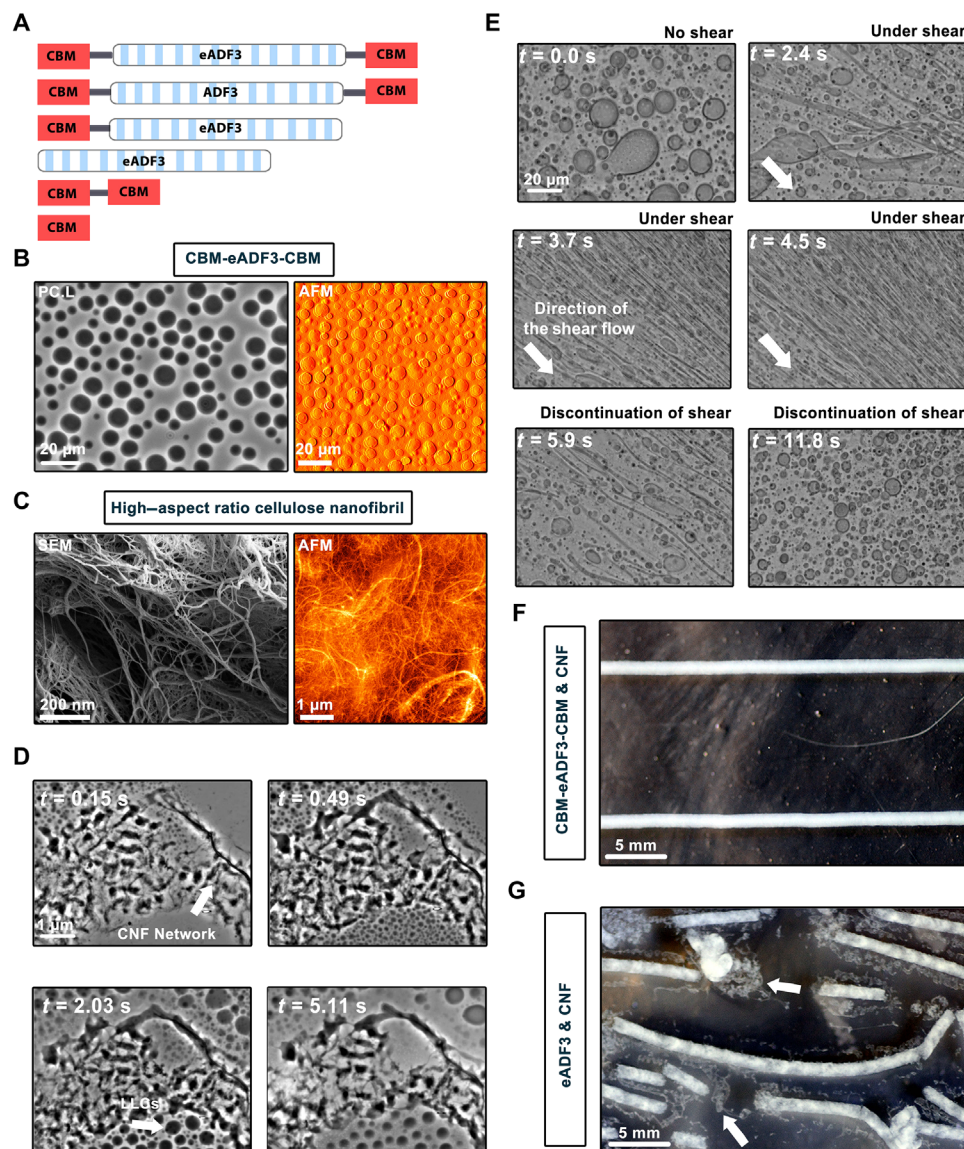 A
CBM
eADF3
CBM
CBM
ADF3
CBM
CBM
eADF3
eADF3
CBM
CBM
CBM
B
CBM-eADF3-CBM
PC.L
20 µm
AFM
20 µm
C
High–aspect ratio cellulose nanofibril
SEM
200 nm
AFM
1 µm
D
t = 0.15 s
1 µm
CNF Network
t = 0.49 s
t = 2.03 s
LLCs
t = 5.11 s
E
No shear
t = 0.0 s
20 µm
Under shear
t = 2.4 s
Under shear
t = 3.7 s
Direction of
the shear flow
Under shear
t = 4.5 s
Discontinuation of shear
t = 5.9 s
Discontinuation of shear
t = 11.8 s
F
CBM-eADF3-CBM & CNF
5 mm
G
eADF3 & CNF
5 mm